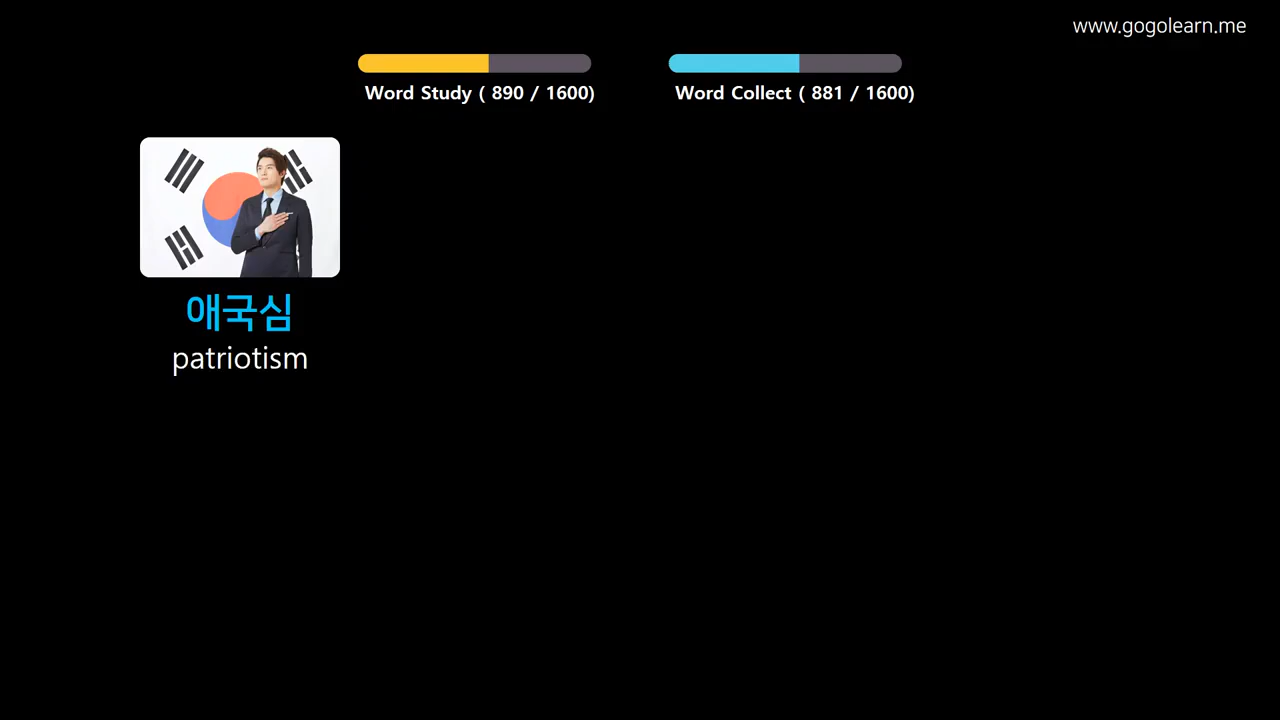 www.gogolearn.me
Word Study ( 890 / 1600)
Word Collect ( 881 / 1600)
애국심
patriotism